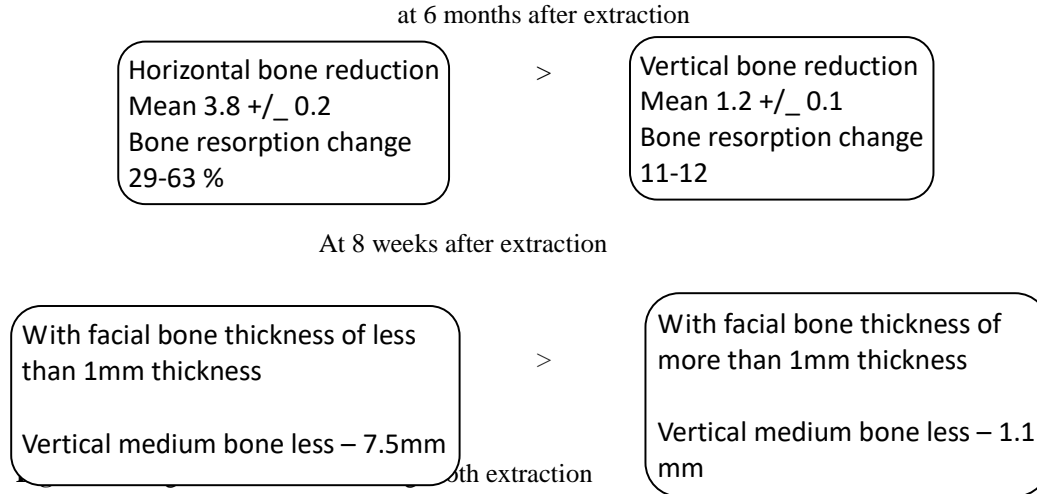 at 6 months after extraction
Horizontal bone reduction
Mean 3.8 +/_ 0.2
Bone resorption change
29-63 %
>
Vertical bone reduction
Mean 1.2 +/_ 0.1
Bone resorption change
11-12
At 8 weeks after extraction
With facial bone thickness of less
than 1mm thickness
Vertical medium bone less – 7.5mm
>
With facial bone thickness of
more than 1mm thickness
Vertical medium bone less – 1.1
mm
extraction